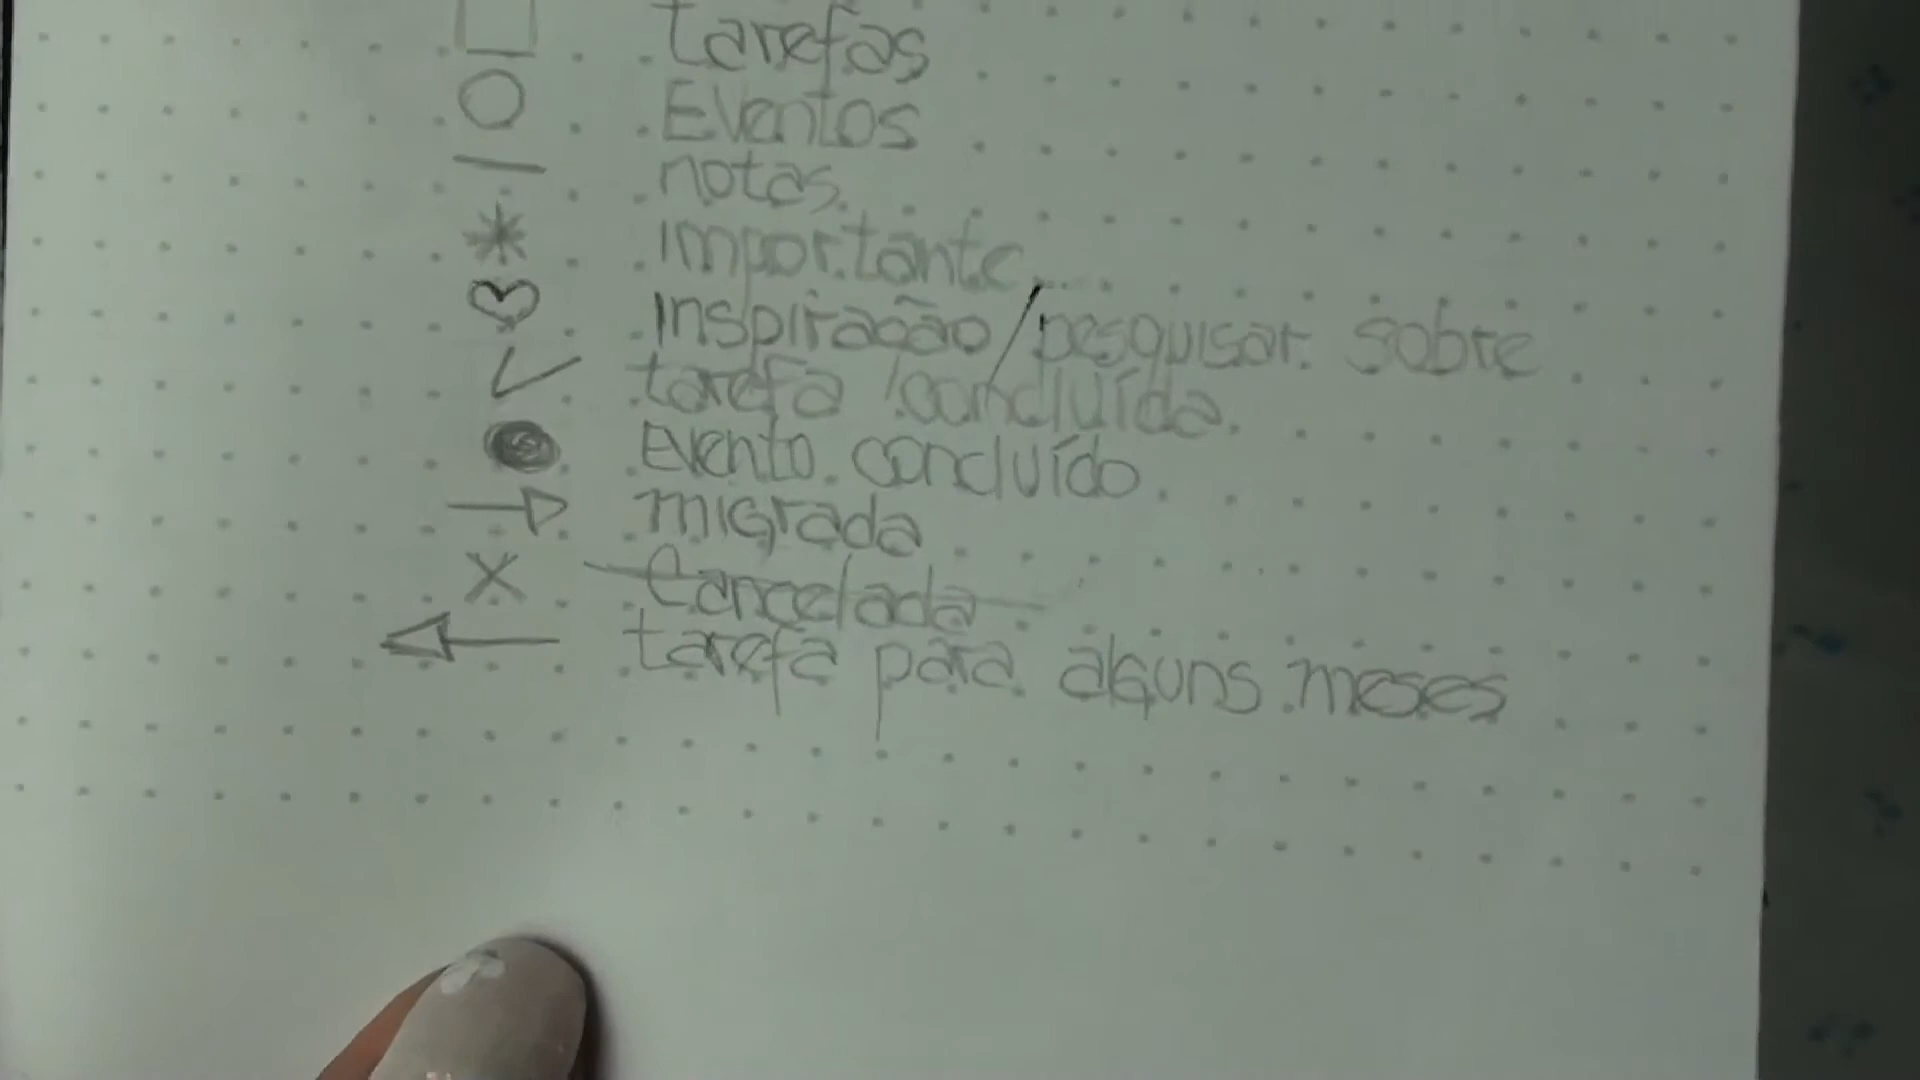 tarefas
Eventos
notas
importante
inspiração/pesquisar sobre
tarefa concluída
Evento concluído
migrada
Cancelada
tarefa para alguns meses